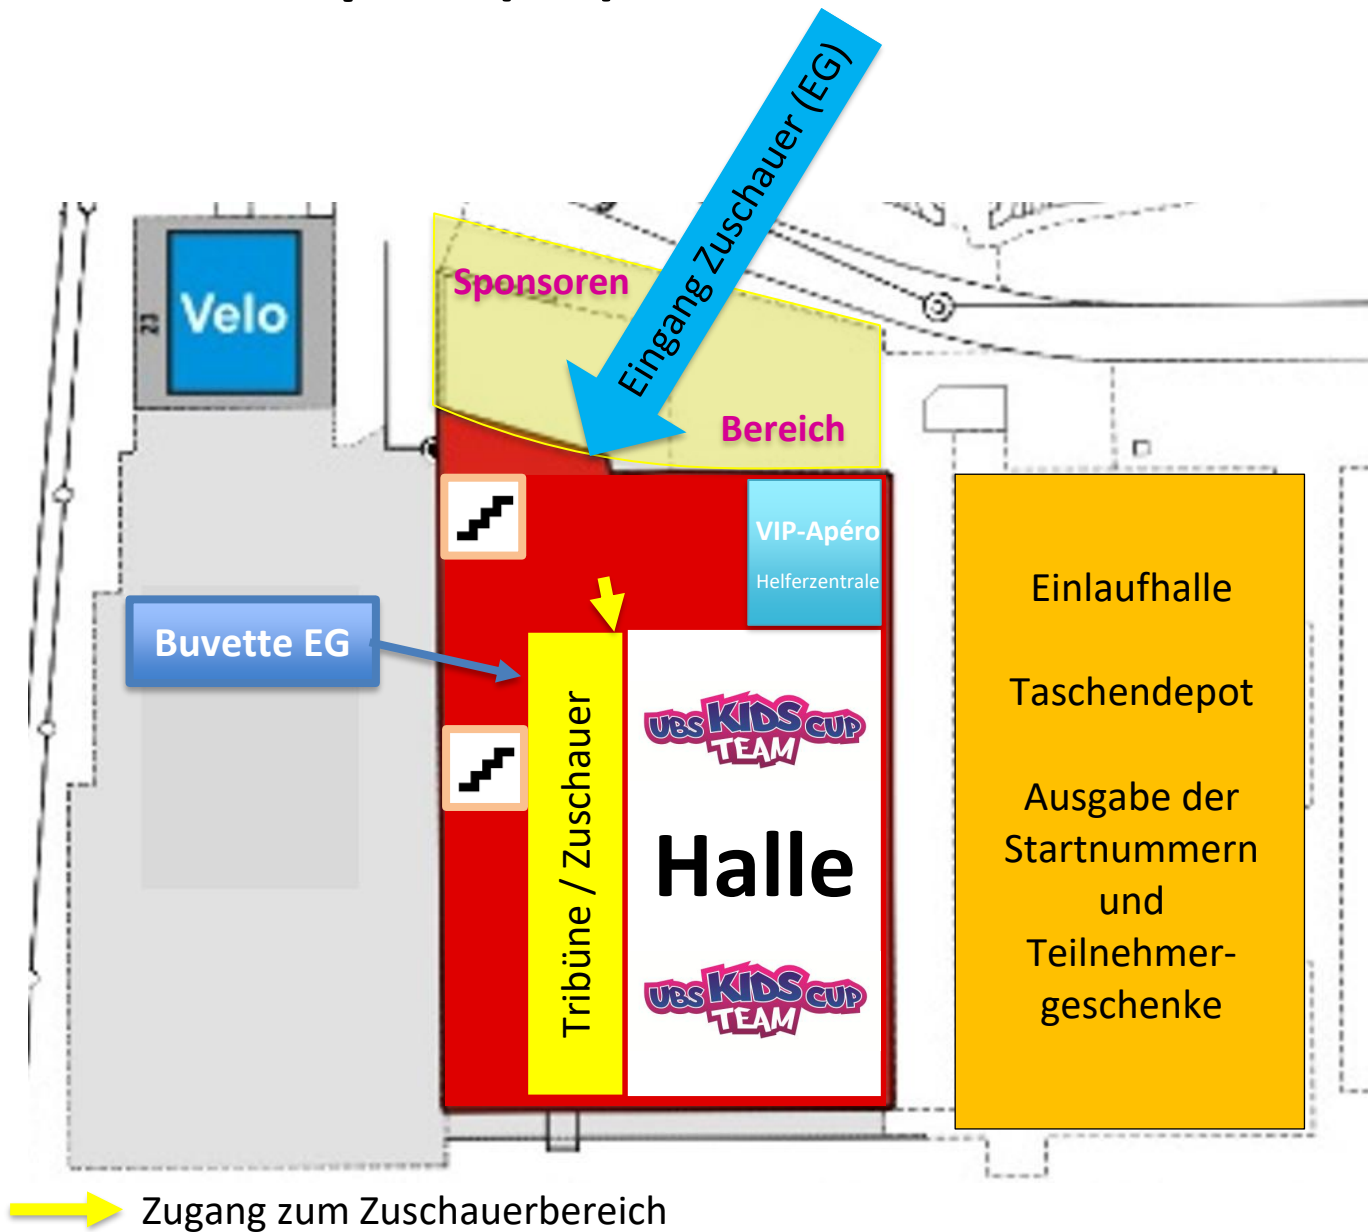 Eingang Zuschauer (EG)
Sponsoren
Velo
23
Bereich
VIP-Apéro
Helferzentrale
Buvette EG
Tribüne / Zuschauer
UBS KIDS CUP
TEAM
Halle
UBS KIDS CUP
TEAM
Einlaufhalle
Taschendepot
Ausgabe der
Startnummern
und
Teilnehmer-
geschenke
Zugang zum Zuschauerbereich